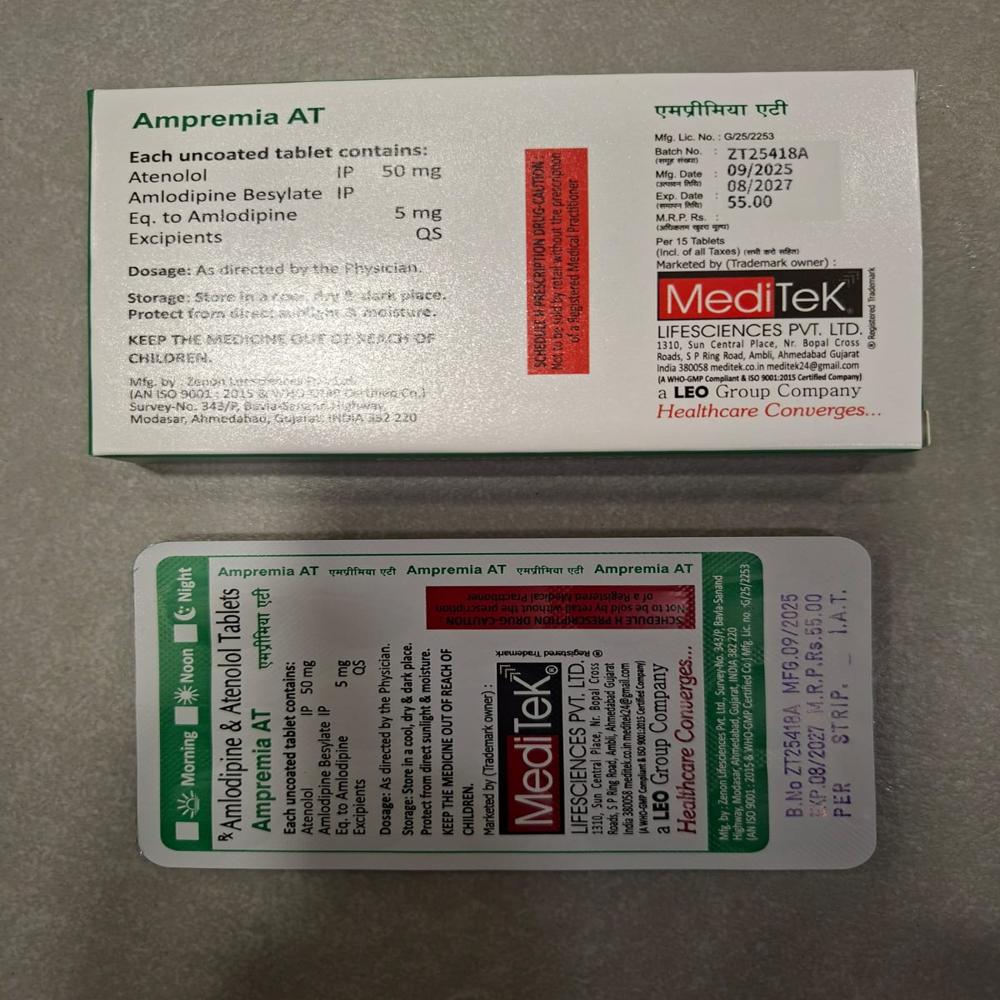 Ampremia AT
Each uncoated tablet contains:
Atenolol IP 50 mg
Amlodipine Besylate IP
Eq. to Amlodipine 5 mg
Excipients QS
Dosage: As directed by the Physician.
Storage: Store in a cool, dry & dark place.
Protect from direct sunlight & moisture.
KEEP THE MEDICINE OUT OF REACH OF
CHILDREN.
Mfg. by : Zenon Lifesciences Pvt. Ltd.
(AN ISO 9001 : 2015 & WHO-GMP Certified Co.)
Survey-No. 343/P, Bavla-Sanand Highway,
Modasar, Ahmedabad, Gujarat, INDIA 382 220
SCHEDULE H PRESCRIPTION DRUG-CAUTION :
Not to be sold by retail without the prescription
of a Registered Medical Practitioner
एमप्रीमिया एटी
Mfg. Lic. No. : G/25/2253
Batch No. : ZT25418A
(समूह संख्या)
Mfg. Date : 09/2025
(उत्पादन तिथि)
08/2027
Exp. Date :
(समापन तिथि)
55.00
M.R.P. Rs. :
(अधिकतम खुदरा मूल्य)
Per 15 Tablets
(Incl. of all Taxes) (सभी करो सहित)
Marketed by (Trademark owner) :
MediTek
® Registered Trademark
LIFESCIENCES PVT. LTD.
1310, Sun Central Place, Nr. Bopal Cross
Roads, S P Ring Road, Ambli, Ahmedabad Gujarat
India 380058 meditek.co.in meditek24@gmail.com
(A WHO-GMP Compliant & ISO 9001:2015 Certified Company)
a LEO Group Company
Healthcare Converges...
Morning Noon Night
Ampremia AT एमप्रीमिया एटी Ampremia AT एमप्रीमिया एटी Ampremia AT
℞ Amlodipine & Atenolol Tablets
Ampremia AT एमप्रीमिया एटी
Each uncoated tablet contains:
Atenolol IP 50 mg
Amlodipine Besylate IP
Eq. to Amlodipine 5 mg
Excipients QS
Dosage: As directed by the Physician.
Storage: Store in a cool, dry & dark place.
Protect from direct sunlight & moisture.
KEEP THE MEDICINE OUT OF REACH OF
CHILDREN.
SCHEDULE H PRESCRIPTION DRUG-CAUTION
Not to be sold by retail without the prescription
of a Registered Medical Practitioner
Marketed by (Trademark owner) :
MediTek®
® Registered Trademark
LIFESCIENCES PVT. LTD.
1310, Sun Central Place, Nr. Bopal Cross
Roads, S P Ring Road, Ambli, Ahmedabad Gujarat
India 380058 meditek.co.in meditek24@gmail.com
(A WHO-GMP Compliant & ISO 9001:2015 Certified Company)
a LEO Group Company
Healthcare Converges...
Mfg. by : Zenon Lifesciences Pvt. Ltd., Survey-No. 343/P, Bavla-Sanand
Highway, Modasar, Ahmedabad, Gujarat, INDIA 382 220
(AN ISO 9001 : 2015 & WHO-GMP Certified Co.) Mfg. Lic. no. :G/25/2253
B.No ZT25418A MFG.09/2025
EXP.08/2027 M.R.P.Rs.55.00
PER STRIP. I.A.T.